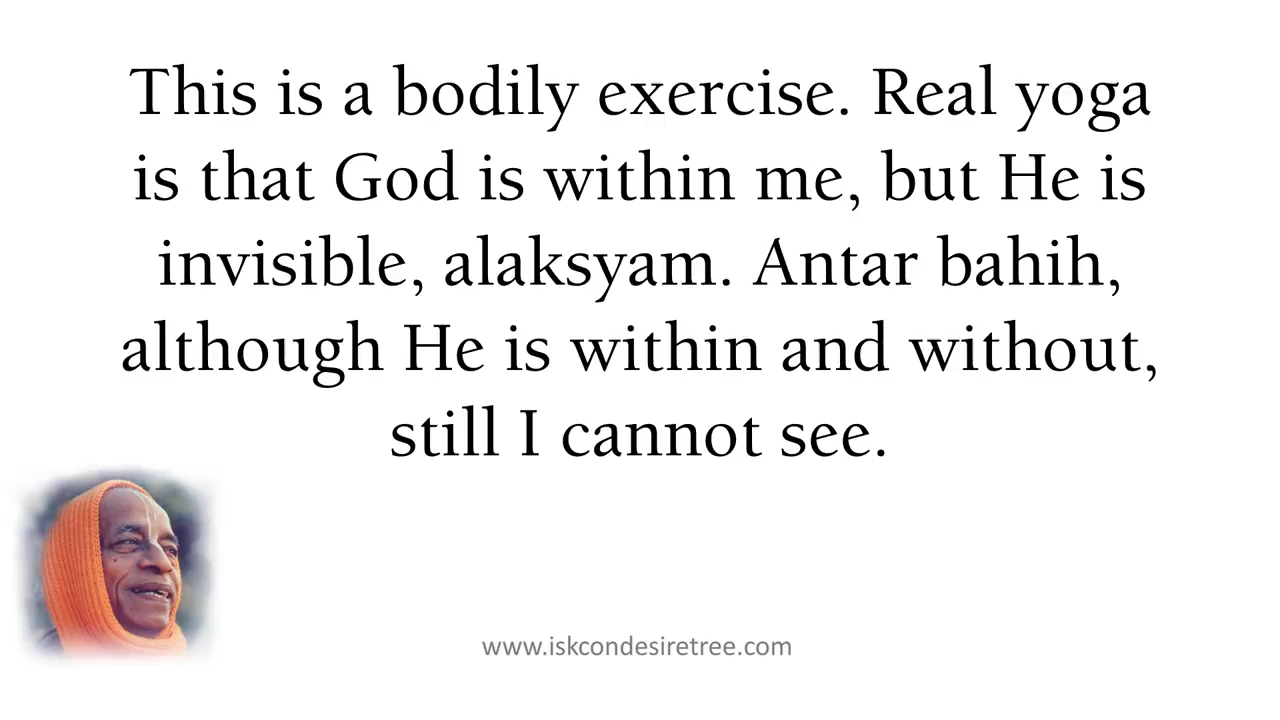 This is a bodily exercise. Real yoga
is that God is within me, but He is
invisible, alaksyam. Antar bahih,
although He is within and without,
still I cannot see.
www.iskcondesiretree.com